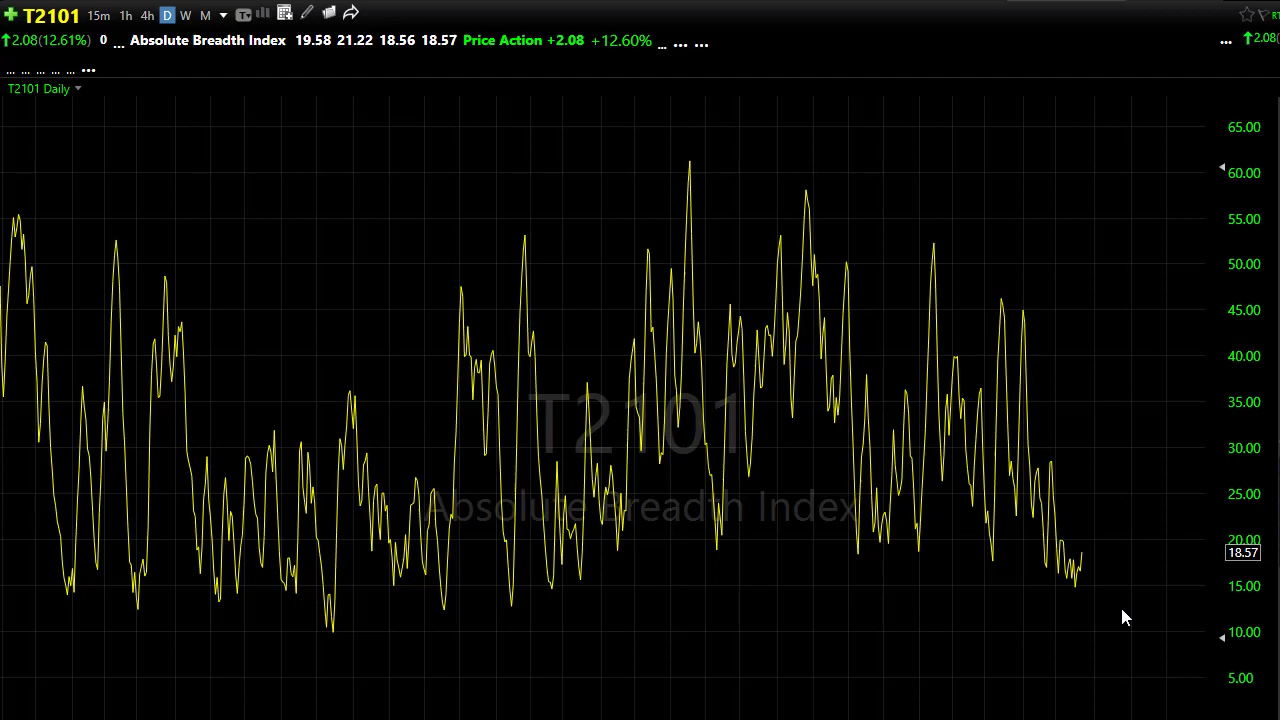 T2101 15m 1h 4h D W M T RT
2.08(12.61%) 0 ... Absolute Breadth Index 19.58 21.22 18.56 18.57 Price Action +2.08 +12.60% ... ... ... ... 2.08(
... ... ... ... ... ...
T2101 Daily
65.00
60.00
55.00
50.00
45.00
40.00
35.00
T2101
30.00
25.00
Absolute Breadth Index
20.00
18.57
15.00
10.00
5.00